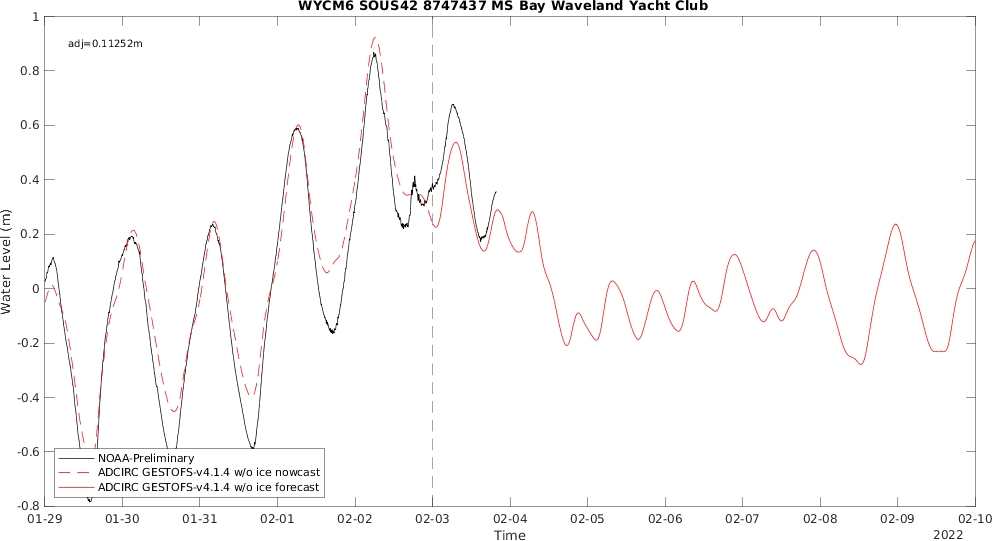 WYCM6 SOUS42 8747437 MS Bay Waveland Yacht Club
adj=0.11252m
1
0.8
0.6
0.4
0.2
0
-0.2
-0.4
-0.6
-0.8
Water Level (m)
NOAA-Preliminary
ADCIRC GESTOFS-v4.1.4 w/o ice nowcast
ADCIRC GESTOFS-v4.1.4 w/o ice forecast
01-29 01-30 01-31 02-01 02-02 02-03 02-04 02-05 02-06 02-07 02-08 02-09 02-10
Time
2022